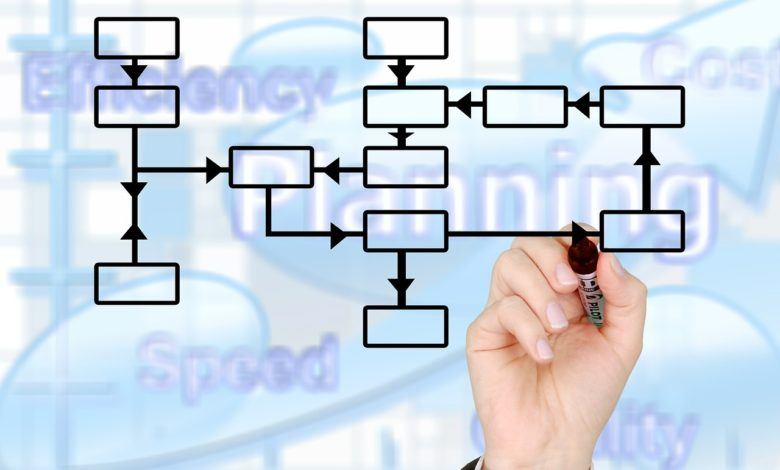 Efficiency
Cost
Planning
Speed
PILOT